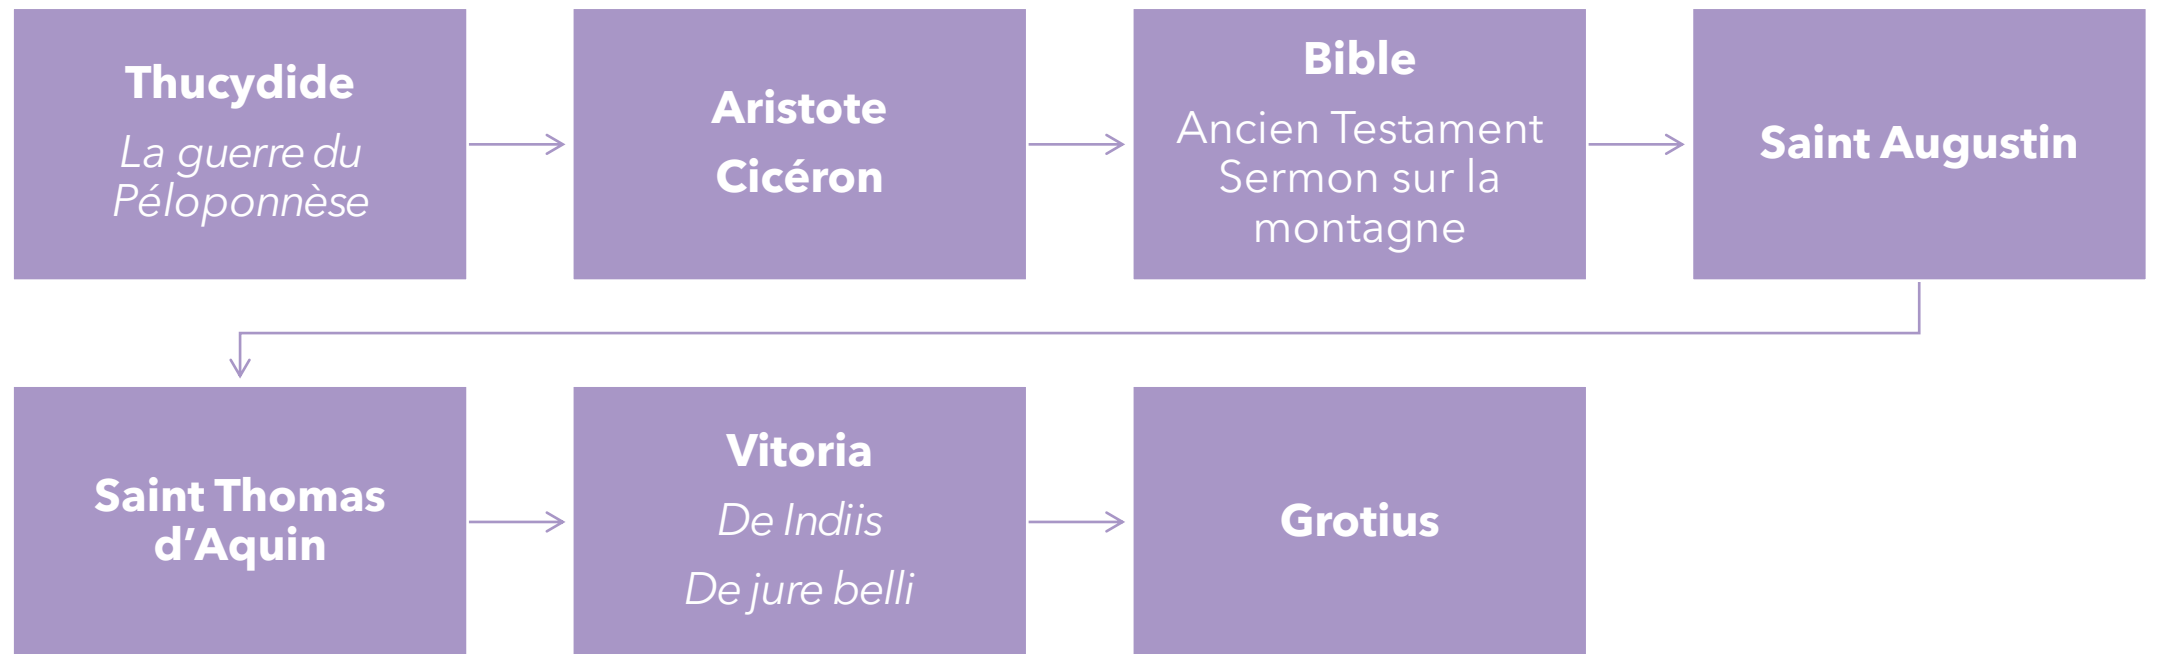 Thucydide
La guerre du
Péloponnèse
Aristote
Cicéron
Bible
Ancien Testament
Sermon sur la
montagne
Saint Augustin
Saint Thomas
d’Aquin
Vitoria
De Indiis
De jure belli
Grotius